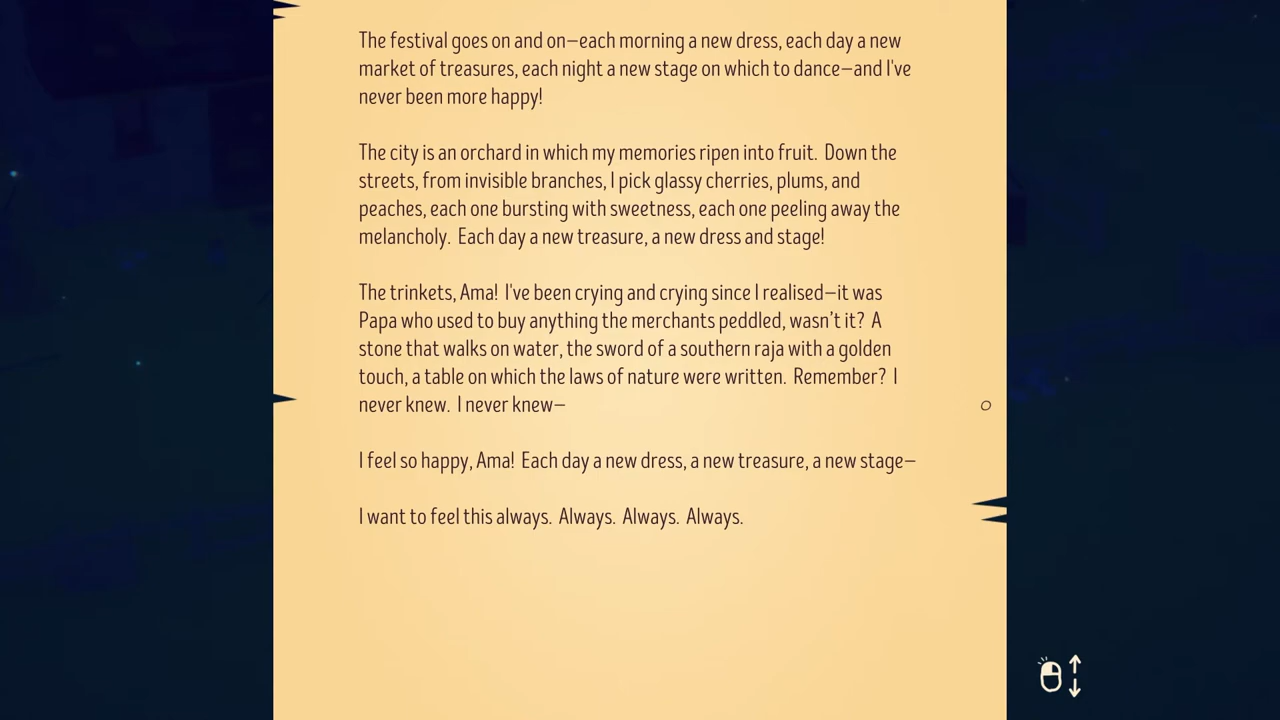 The festival goes on and on—each morning a new dress, each day a new
market of treasures, each night a new stage on which to dance—and I've
never been more happy!
The city is an orchard in which my memories ripen into fruit. Down the
streets, from invisible branches, I pick glassy cherries, plums, and
peaches, each one bursting with sweetness, each one peeling away the
melancholy. Each day a new treasure, a new dress and stage!
The trinkets, Ama! I've been crying and crying since I realised—it was
Papa who used to buy anything the merchants peddled, wasn’t it? A
stone that walks on water, the sword of a southern raja with a golden
touch, a table on which the laws of nature were written. Remember? I
never knew. I never knew—
I feel so happy, Ama! Each day a new dress, a new treasure, a new stage—
I want to feel this always. Always. Always. Always.